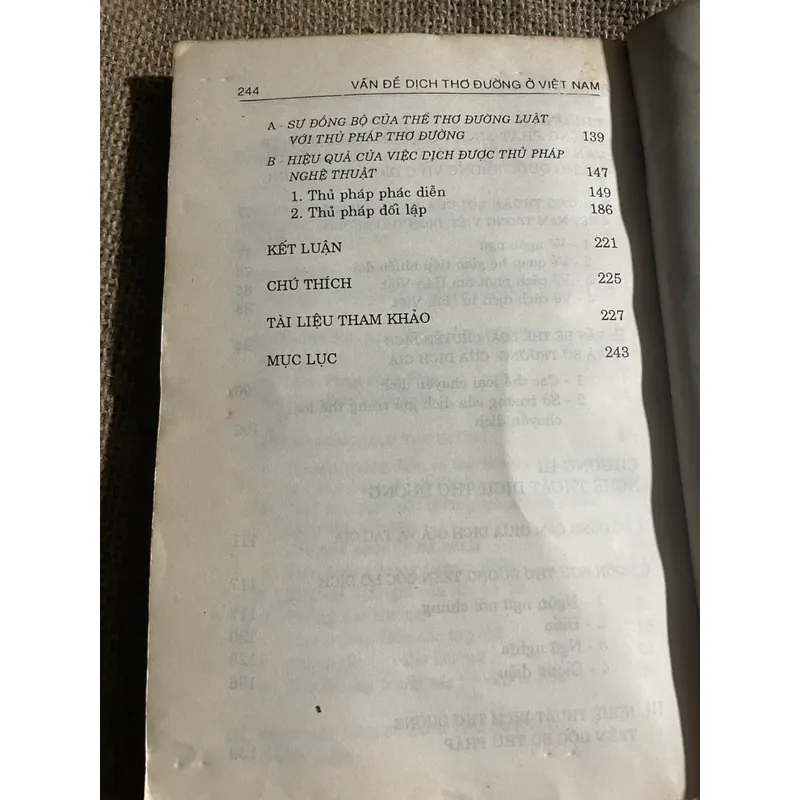 244 VẤN ĐỀ DỊCH THƠ ĐƯỜNG Ở VIỆT NAM
A - SỰ ĐỒNG BỘ CỦA THỂ THƠ ĐƯỜNG LUẬT
VỚI THỦ PHÁP THƠ ĐƯỜNG 139
B - HIỆU QUẢ CỦA VIỆC DỊCH ĐƯỢC THỦ PHÁP
NGHỆ THUẬT 147
1. Thủ pháp phác diễn 149
2. Thủ pháp đối lập 186
KẾT LUẬN 221
CHÚ THÍCH 225
TÀI LIỆU THAM KHẢO 227
MỤC LỤC 243